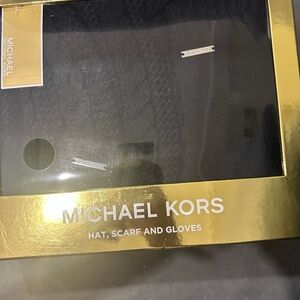 MICHAEL
MICHAEL KORS
HAT, SCARF AND GLOVES